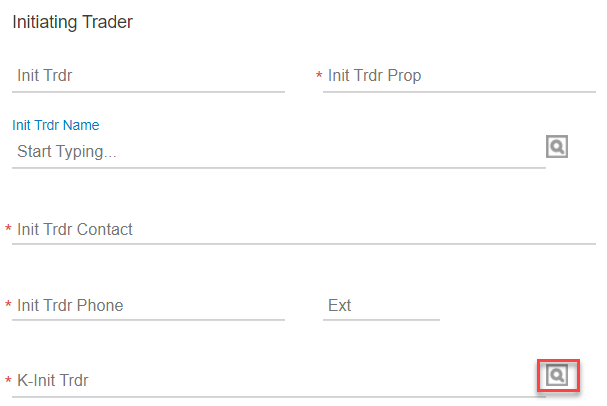 Initiating Trader
Init Trdr
* Init Trdr Prop
Init Trdr Name
Start Typing...
* Init Trdr Contact
* Init Trdr Phone
Ext
* K-Init Trdr